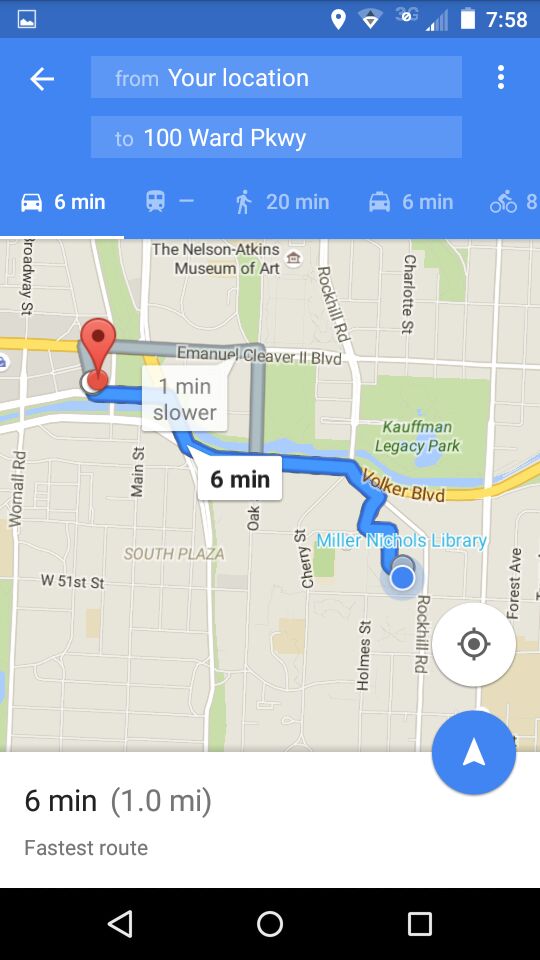 3G
7:58
from Your location
to 100 Ward Pkwy
6 min
—
20 min
6 min
8
The Nelson-Atkins
Museum of Art
roadway St
Rockhill Rd
Charlotte St
Emanuel Cleaver II Blvd
1 min
slower
Kauffman
Legacy Park
6 min
Volker Blvd
Wornall Rd
Main St
Oak
Cherry St
Miller Nichols Library
SOUTH PLAZA
W 51st St
Forest Ave
Holmes St
Rockhill Rd
6 min (1.0 mi)
Fastest route